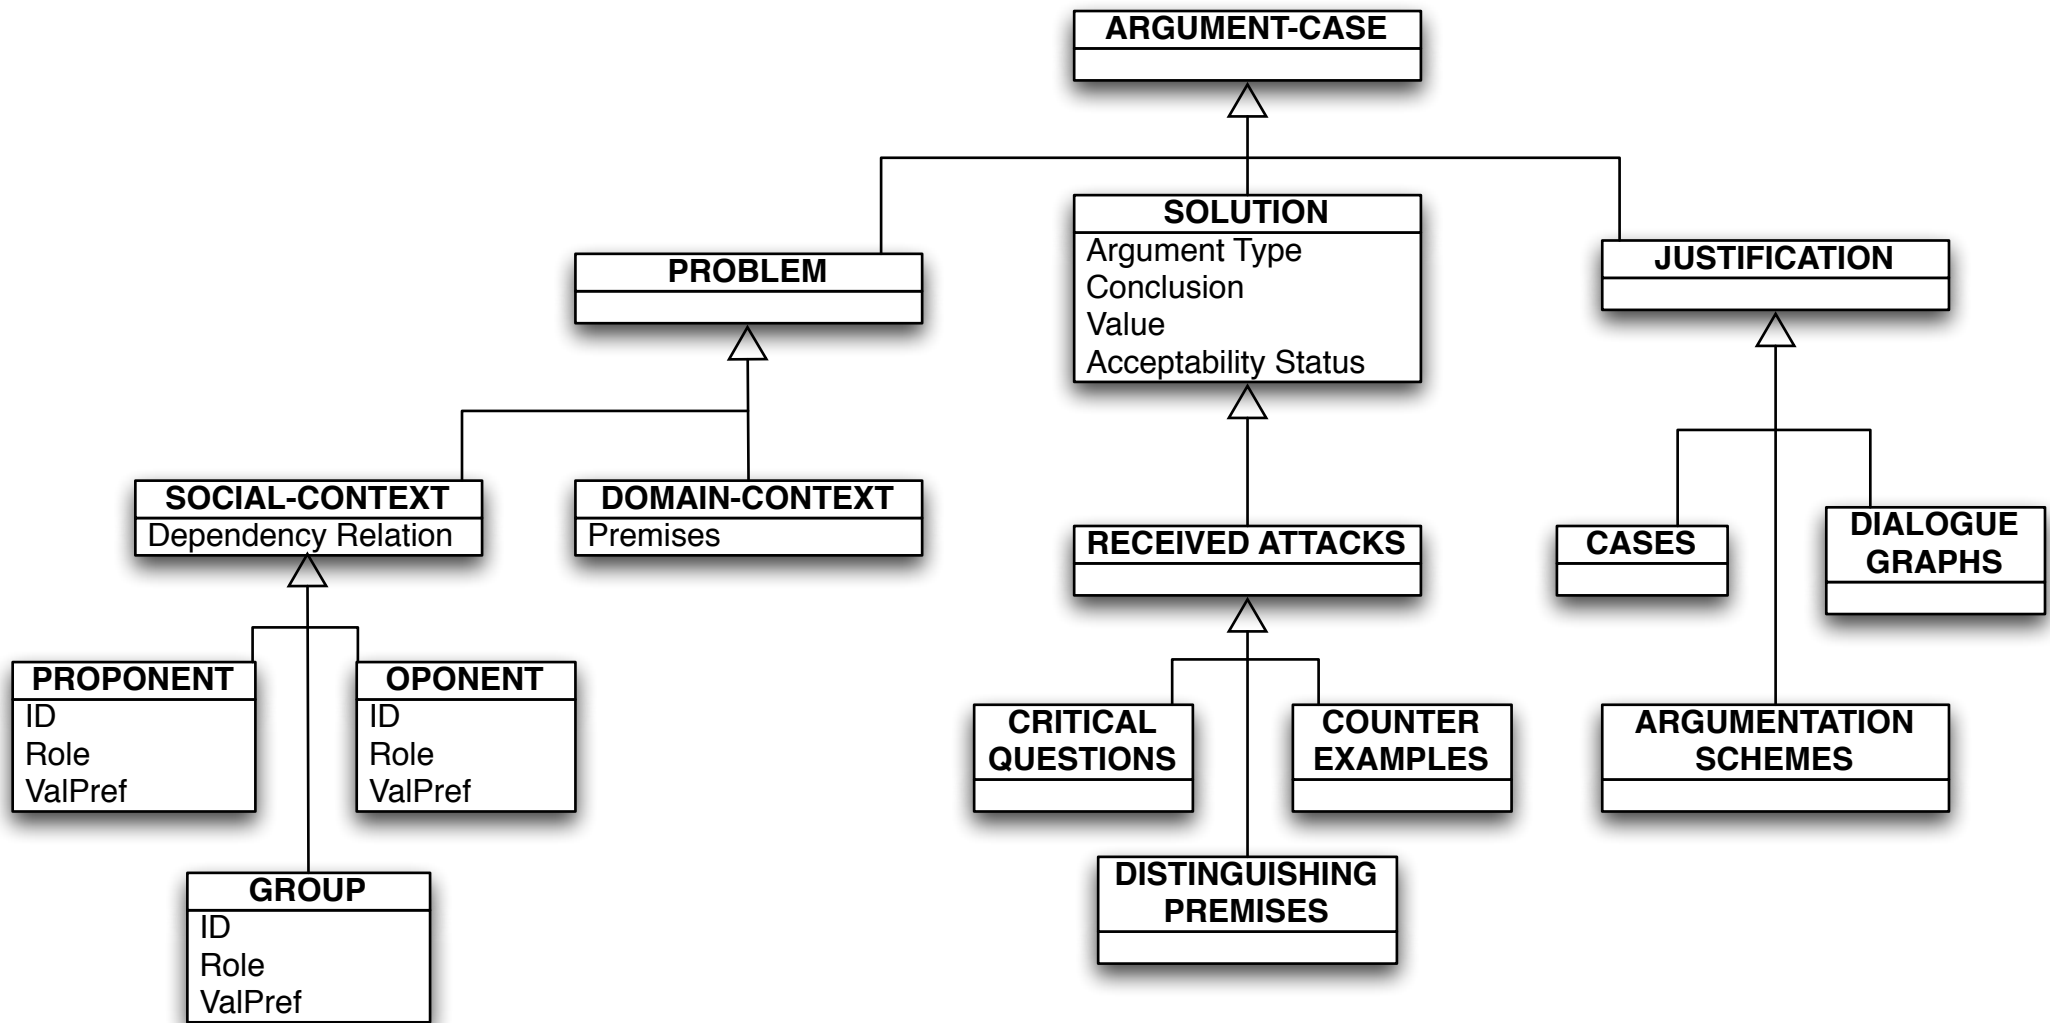 ARGUMENT-CASE
SOLUTION
Argument Type
Conclusion
Value
Acceptability Status
PROBLEM
JUSTIFICATION
SOCIAL-CONTEXT
Dependency Relation
DOMAIN-CONTEXT
Premises
RECEIVED ATTACKS
CASES
DIALOGUE
GRAPHS
PROPONENT
ID
Role
ValPref
OPONENT
ID
Role
ValPref
CRITICAL
QUESTIONS
COUNTER
EXAMPLES
ARGUMENTATION
SCHEMES
GROUP
ID
Role
ValPref
DISTINGUISHING
PREMISES